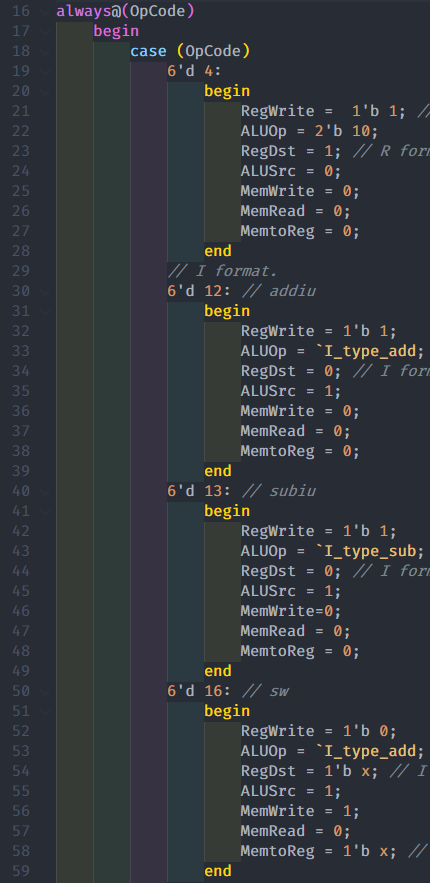 16 always@(OpCode)
17 begin
18 case (OpCode)
19 6'd 4:
20 begin
21 RegWrite =  1'b 1; //
22 ALUOp = 2'b 10;
23 RegDst = 1; // R for
24 ALUSrc = 0;
25 MemWrite = 0;
26 MemRead = 0;
27 MemtoReg = 0;
28 end
29 // I format.
30 6'd 12: // addiu
31 begin
32 RegWrite = 1'b 1;
33 ALUOp = `I_type_add;
34 RegDst = 0; // I for
35 ALUSrc = 1;
36 MemWrite = 0;
37 MemRead = 0;
38 MemtoReg = 0;
39 end
40 6'd 13: // subiu
41 begin
42 RegWrite = 1'b 1;
43 ALUOp = `I_type_sub;
44 RegDst = 0; // I for
45 ALUSrc = 1;
46 MemWrite=0;
47 MemRead = 0;
48 MemtoReg = 0;
49 end
50 6'd 16: // sw
51 begin
52 RegWrite = 1'b 0;
53 ALUOp = `I_type_add;
54 RegDst = 1'b x; // I
55 ALUSrc = 1;
56 MemWrite = 1;
57 MemRead = 0;
58 MemtoReg = 1'b x; //
59 end